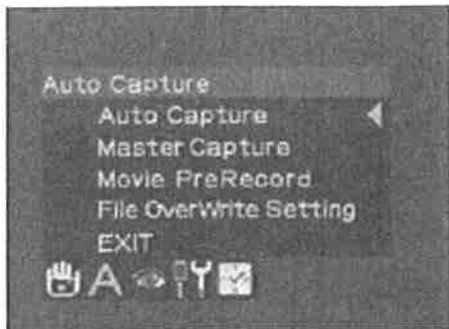 Auto Capture
Auto Capture
Master Capture
Movie PreRecord
File OverWrite Setting
EXIT
A